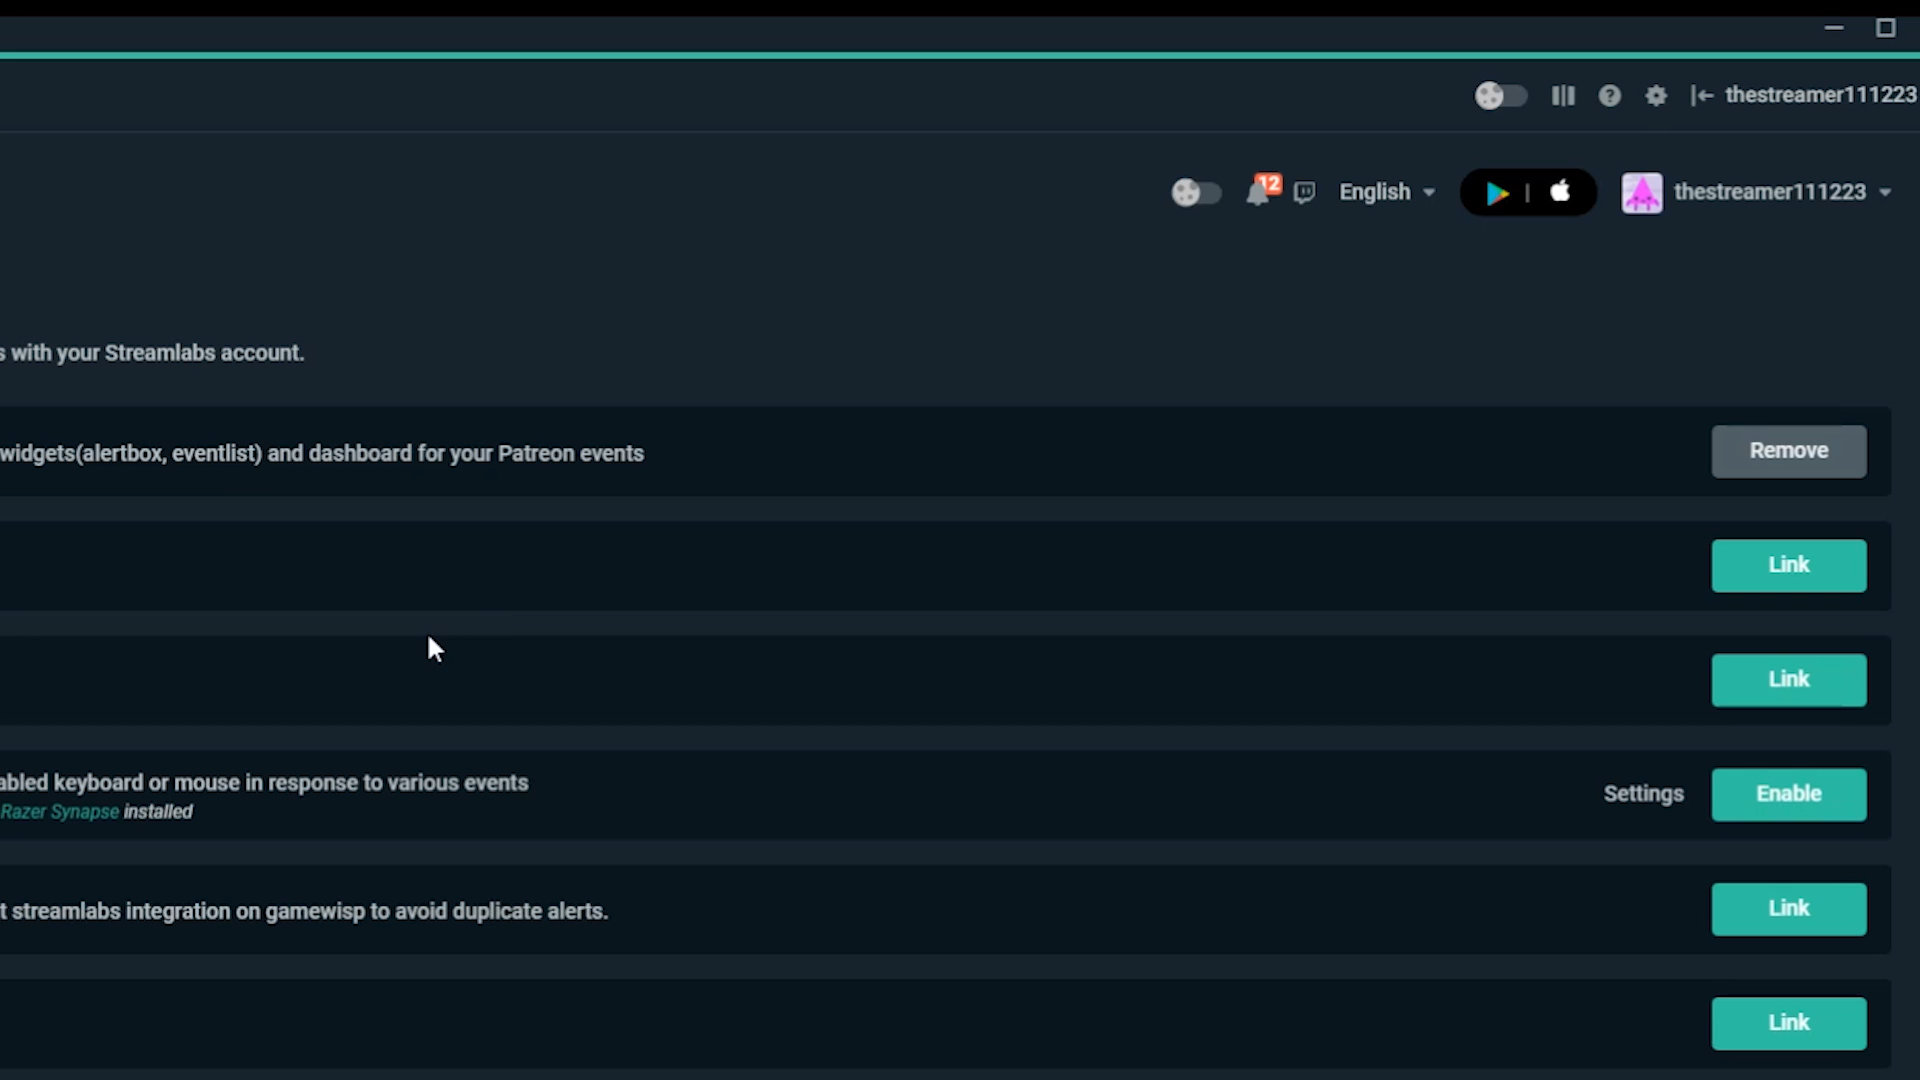 thestreamer111223
12
English
thestreamer111223
with your Streamlabs account.
widgets(alertbox, eventlist) and dashboard for your Patreon events
Remove
Link
Link
keyboard or mouse in response to various events
Razer Synapse installed
Settings
Enable
streamlabs integration on gamewisp to avoid duplicate alerts.
Link
Link